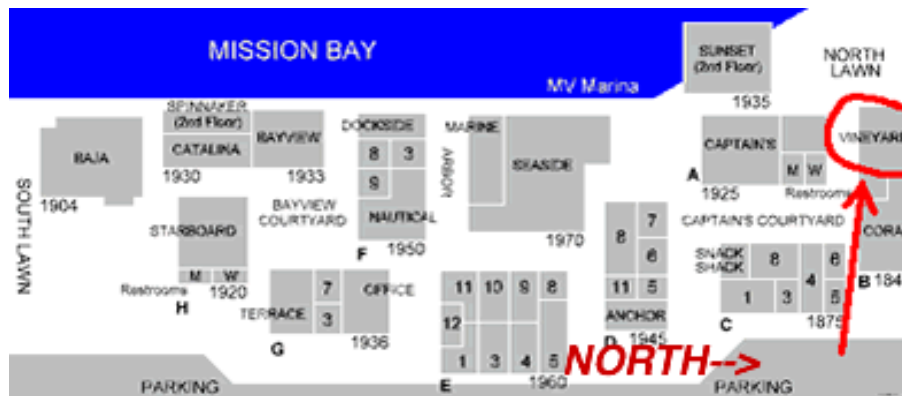 MISSION BAY
SUNSET
(2nd Floor)
NORTH
LAWN
MV Marina
1935
SPINNAKER
(2nd Floor)
CATALINA
BAYVIEW
1930
1933
DOCKSIDE
8
3
9
NAUTICAL
F
1950
MARINE
ARBOR
SEASIDE
1970
CAPTAIN'S
A
M
W
1925
Restrooms
VINEYARD
BAJA
1904
SOUTH LAWN
STARBOARD
M
W
Restrooms
1920
H
BAYVIEW
COURTYARD
8
7
6
11
5
ANCHOR
D
1945
CAPTAIN'S COURTYARD
CORA
B
184
SNACK
SHACK
8
6
4
1
3
5
C
1875
TERRACE
7
3
OFFICE
G
1936
11
10
9
8
12
1
3
4
5
E
1960
NORTH-->
PARKING
PARKING